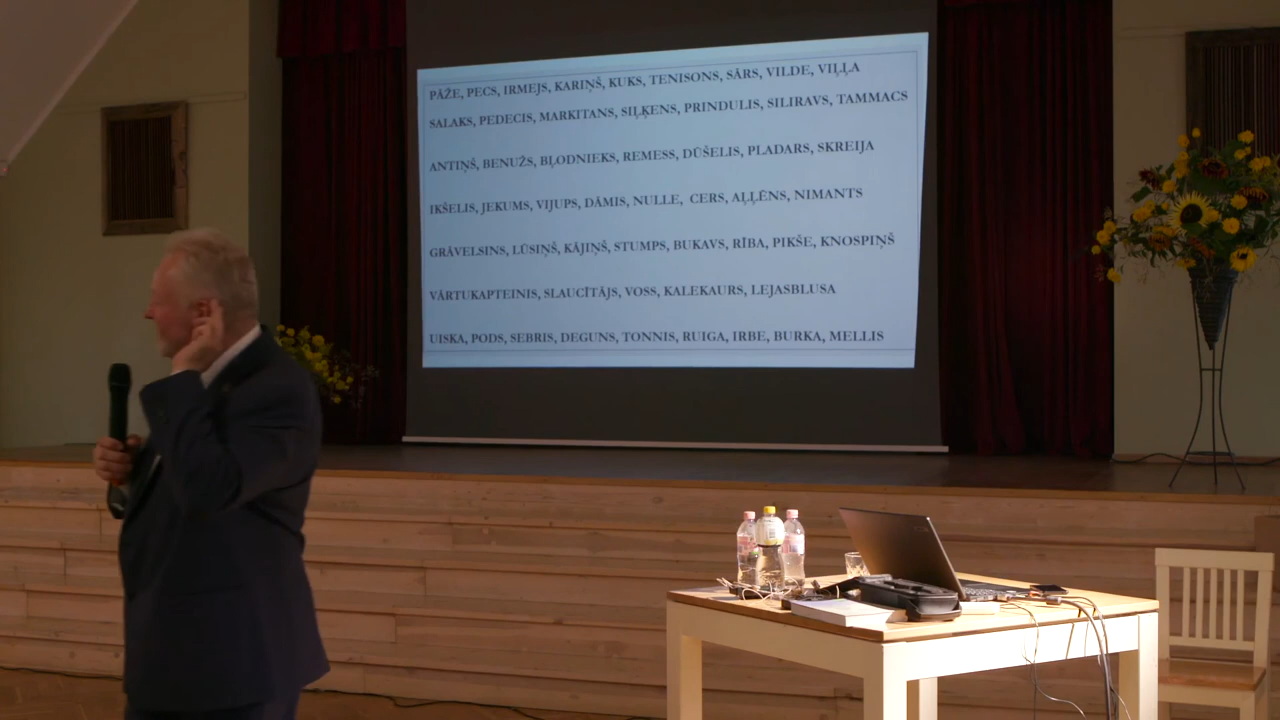 PĀŽE, PECS, IRMEJS, KARIŅŠ, KUKS, TENISONS, SĀRS, VILDE, VIĻĻA
SALAKS, PEDECIS, MARKITANS, SIĻĶENS, PRINDULIS, SILIRAVS, TAMMACS
ANTIŅŠ, BENUŽS, BĻODNIEKS, REMESS, DŪŠELIS, PLADARS, SKREIJA
IKŠELIS, JEKUMS, VIJUPS, DĀMIS, NULLE, CERS, AĻĻĒNS, NIMANTS
GRĀVELSINS, LŪSIŅŠ, KĀJIŅŠ, STUMPS, BUKAVS, RĪBA, PIKŠE, KNOSPIŅŠ
VĀRTUKAPTEINIS, SLAUCĪTĀJS, VOSS, KALEKAURS, LEJASBLUSA
UISKA, PODS, SEBRIS, DEGUNS, TONNIS, RUIGA, IRBE, BURKA, MELLIS